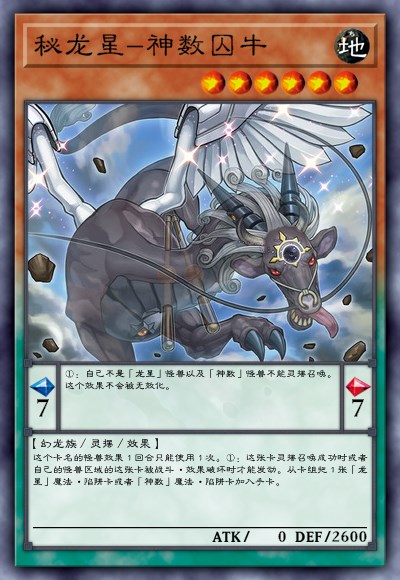 秘龙星-神数囚牛
地
①：自己不是「龙星」怪兽以及「神数」怪兽不能灵摆召唤。
这个效果不会被无效化。
7
7
【幻龙族／灵摆／效果】
这个卡名的怪兽效果1回合只能使用1次。①：这张卡灵摆召唤成功时或者
自己的怪兽区域的这张卡被战斗·效果破坏时才能发动。从卡组把1张「龙
星」魔法·陷阱卡或者「神数」魔法·陷阱卡加入手卡。
ATK/ 0 DEF/2600